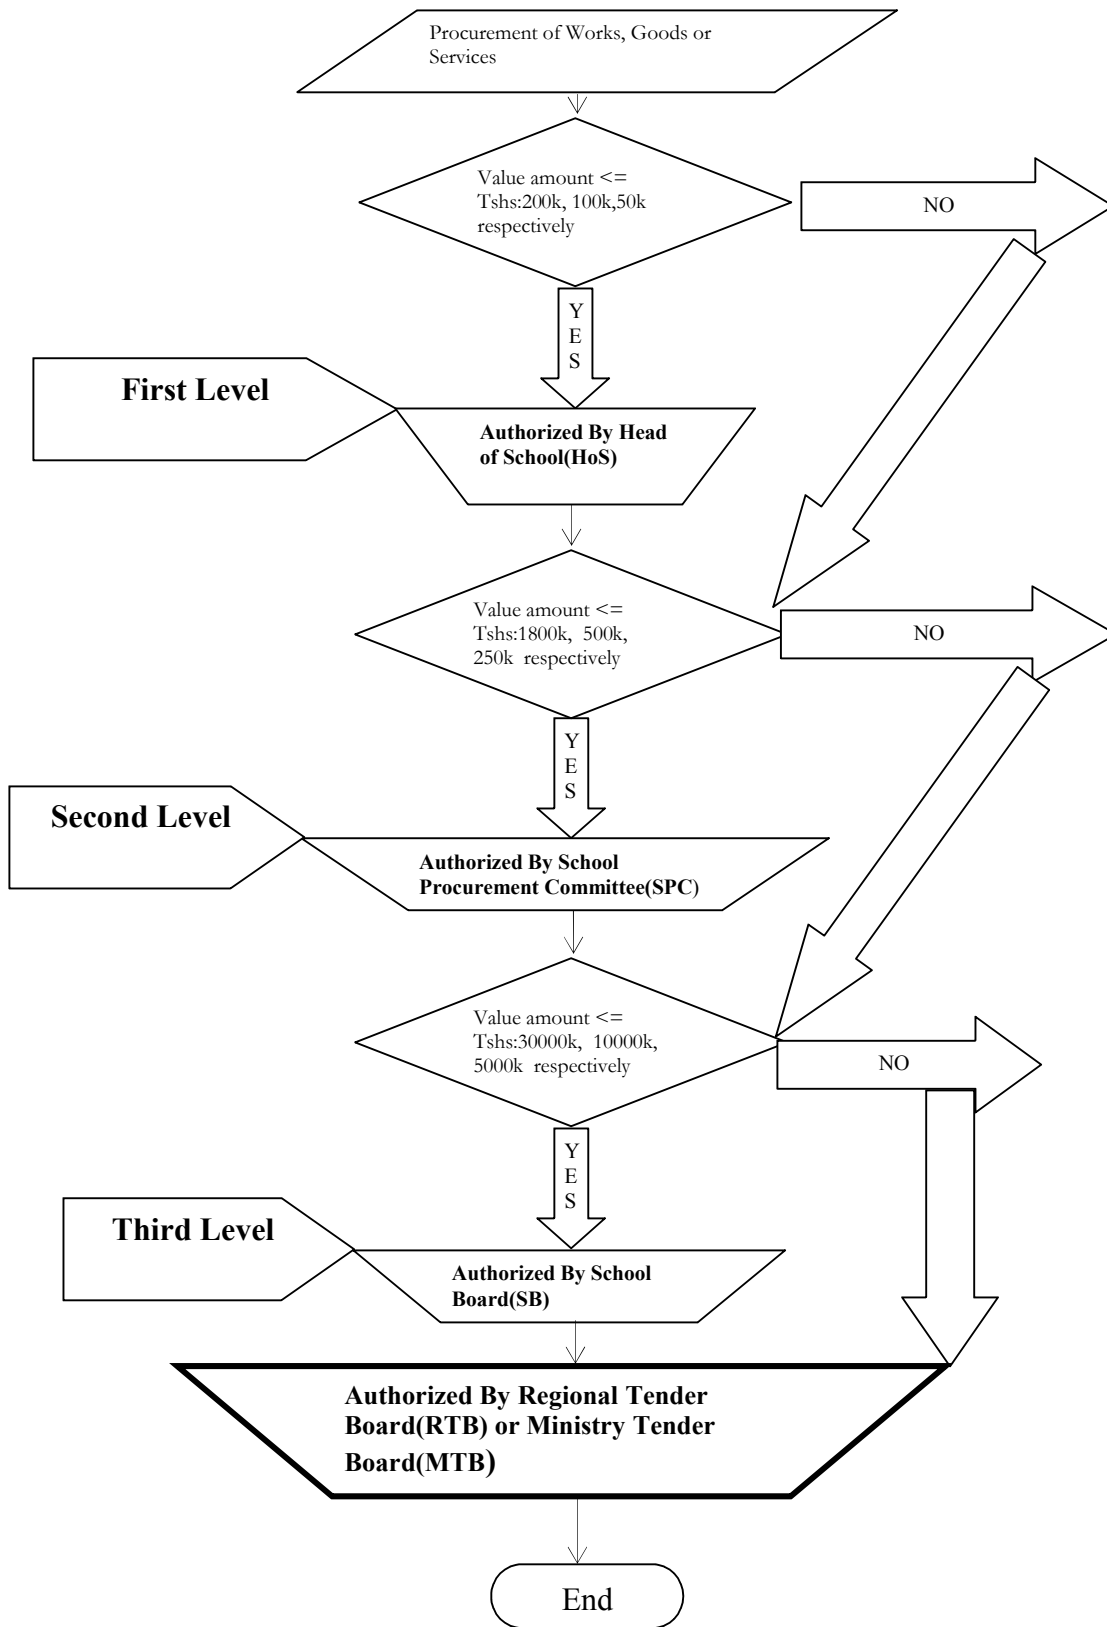 Procurement of Works, Goods or
Services
Value amount <=
Tshs:200k, 100k,50k
respectively
NO
Y
E
S
First Level
Authorized By Head
of School(HoS)
Value amount <=
Tshs:1800k, 500k,
250k respectively
NO
Y
E
S
Second Level
Authorized By School
Procurement Committee(SPC)
Value amount <=
Tshs:30000k, 10000k,
5000k respectively
NO
Y
E
S
Third Level
Authorized By School
Board(SB)
Authorized By Regional Tender
Board(RTB) or Ministry Tender
Board(MTB)
End